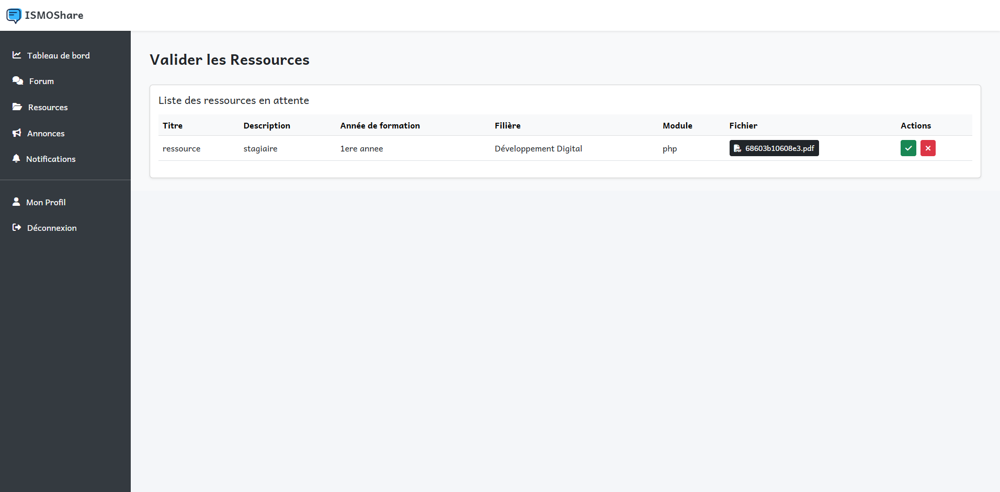 ISMOShare
Tableau de bord
Forum
Resources
Annonces
Notifications
Mon Profil
Déconnexion
Valider les Ressources
Liste des ressources en attente
Titre Description Année de formation Filière Module Fichier Actions
ressource stagiaire 1ere annee Développement Digital php PDF 68603b10608e3.pdf